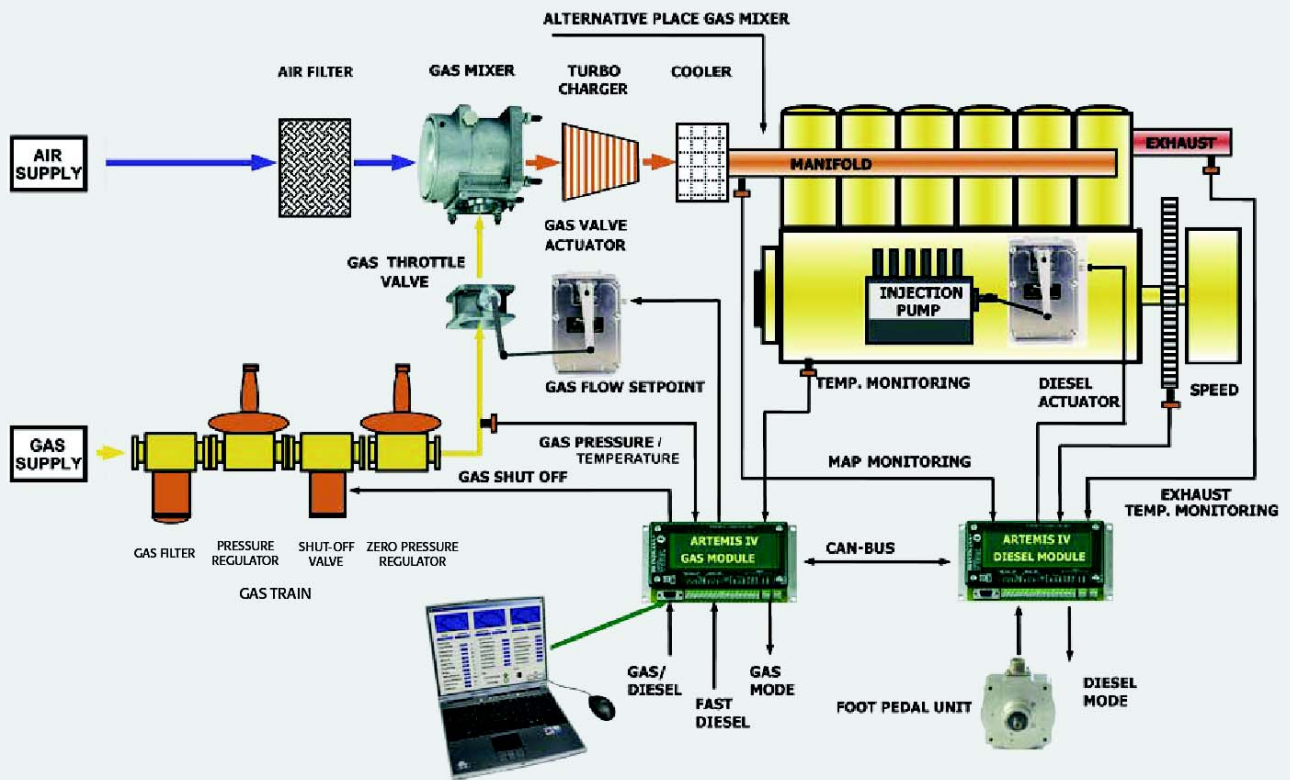 ALTERNATIVE PLACE GAS MIXER
AIR FILTER
GAS MIXER
TURBO
CHARGER
COOLER
AIR
SUPPLY
MANIFOLD
EXHAUST
GAS VALVE
ACTUATOR
GAS THROTTLE
VALVE
INJECTION
PUMP
GAS FLOW SETPOINT
TEMP. MONITORING
DIESEL
ACTUATOR
SPEED
GAS
SUPPLY
GAS PRESSURE /
TEMPERATURE
MAP MONITORING
GAS SHUT OFF
EXHAUST
TEMP. MONITORING
GAS FILTER
PRESSURE
REGULATOR
SHUT-OFF
VALVE
ZERO PRESSURE
REGULATOR
GAS TRAIN
ARTEMIS IV
GAS MODULE
CAN-BUS
ARTEMIS IV
DIESEL MODULE
GAS/
DIESEL
FAST
DIESEL
GAS
MODE
FOOT PEDAL UNIT
DIESEL
MODE